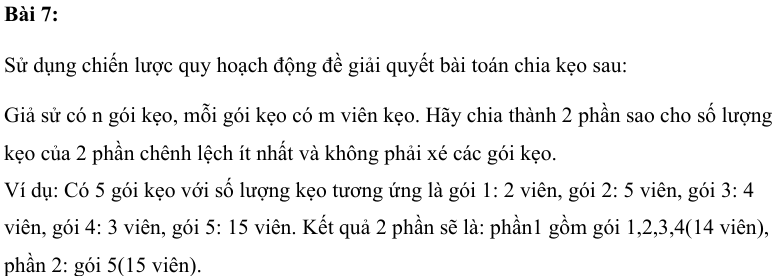 Bài 7:
Sử dụng chiến lược quy hoạch động đề giải quyết bài toán chia kẹo sau:
Giả sử có n gói kẹo, mỗi gói kẹo có m viên kẹo. Hãy chia thành 2 phần sao cho số lượng
kẹo của 2 phần chênh lệch ít nhất và không phải xé các gói kẹo.
Ví dụ: Có 5 gói kẹo với số lượng kẹo tương ứng là gói 1: 2 viên, gói 2: 5 viên, gói 3: 4
viên, gói 4: 3 viên, gói 5: 15 viên. Kết quả 2 phần sẽ là: phần1 gồm gói 1,2,3,4(14 viên),
phần 2: gói 5(15 viên).